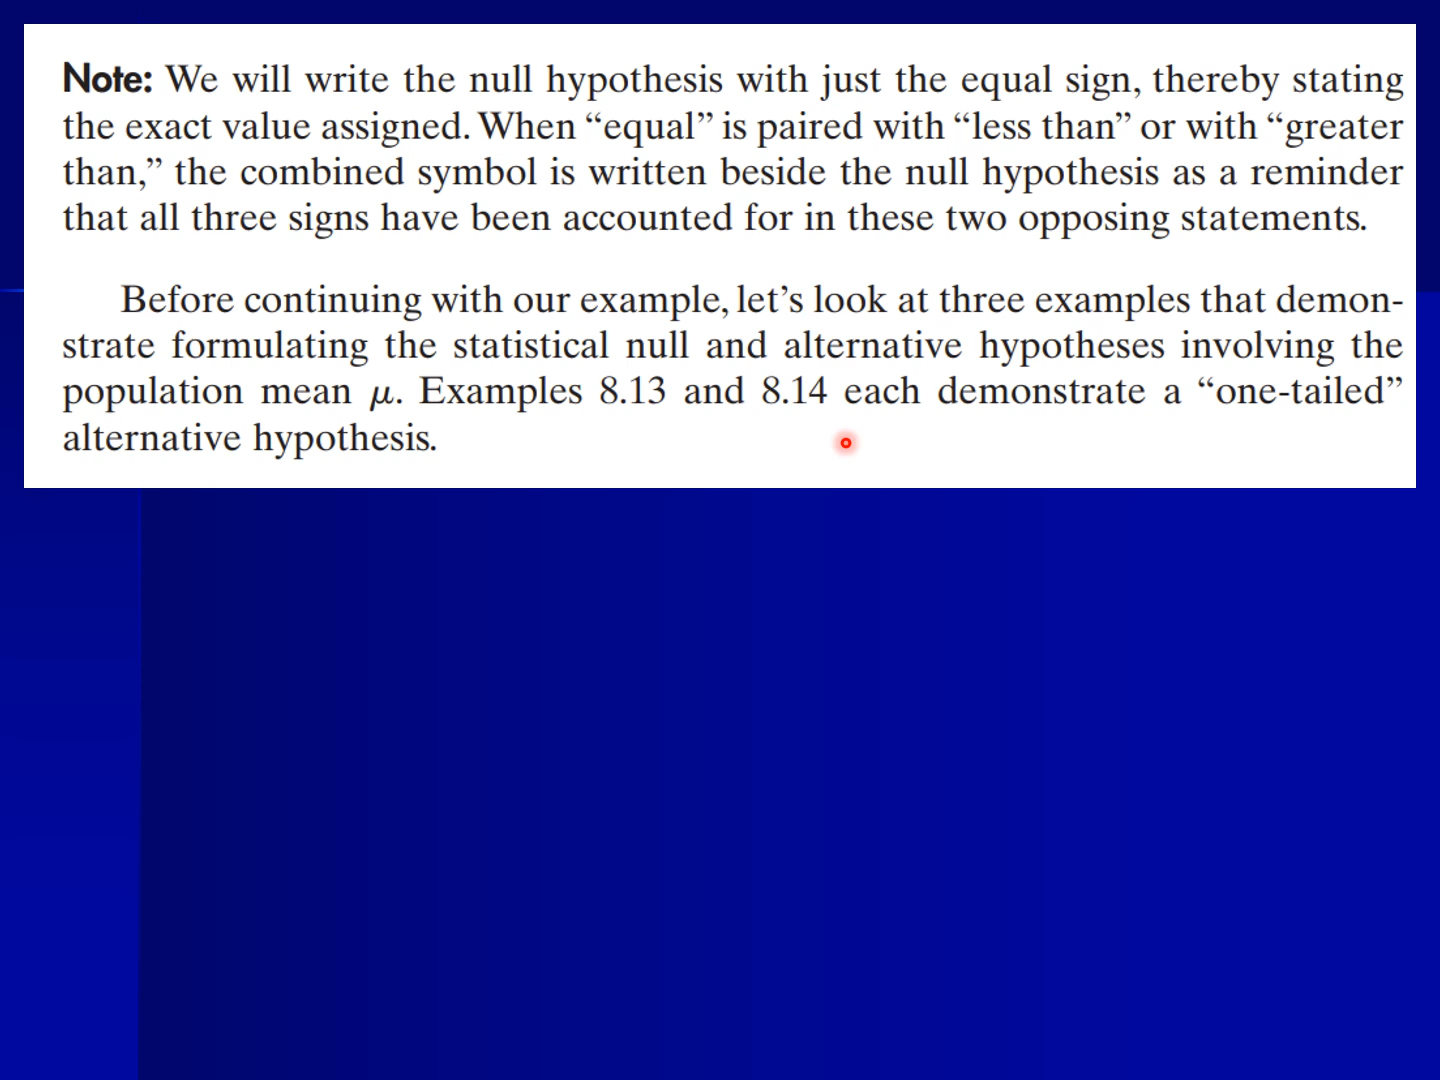 Note: We will write the null hypothesis with just the equal sign, thereby stating
the exact value assigned. When “equal” is paired with “less than” or with “greater
than,” the combined symbol is written beside the null hypothesis as a reminder
that all three signs have been accounted for in these two opposing statements.
Before continuing with our example, let’s look at three examples that demon-
strate formulating the statistical null and alternative hypotheses involving the
population mean μ. Examples 8.13 and 8.14 each demonstrate a “one-tailed”
alternative hypothesis.